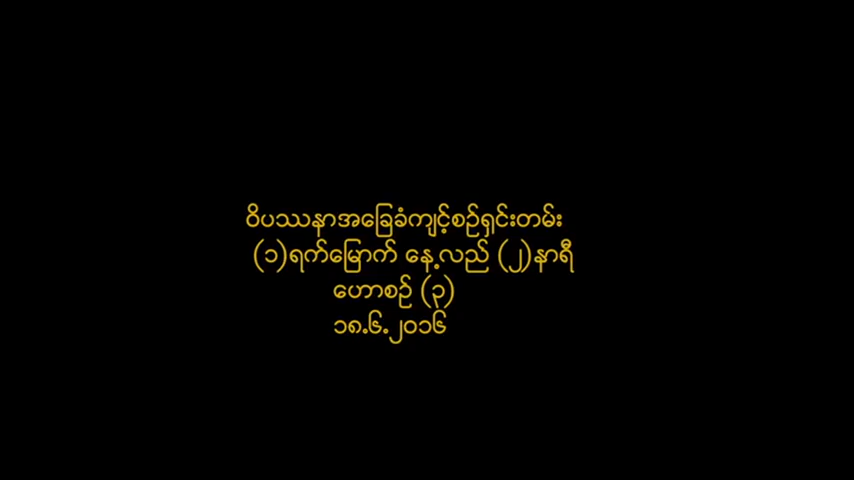 ဝိပဿနာအခြေခံကျင့်စဉ်ရှင်းတမ်း
(၁)ရက်မြောက် နေ့လည် (၂)နာရီ
ဟောစဉ် (၃)
၁၈.၆.၂၀၁၆